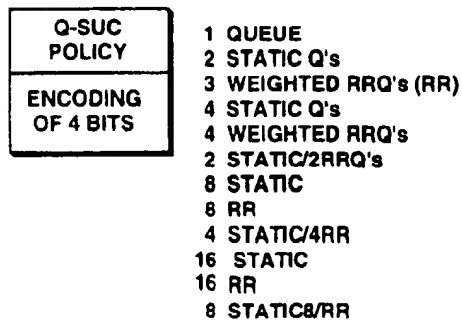 Q-SUC
POLICY
ENCODING
OF 4 BITS
1 QUEUE
2 STATIC Q's
3 WEIGHTED RRQ's (RR)
4 STATIC Q's
4 WEIGHTED RRQ's
2 STATIC/2RRQ's
8 STATIC
8 RR
4 STATIC/4RR
16 STATIC
16 RR
8 STATIC8/RR